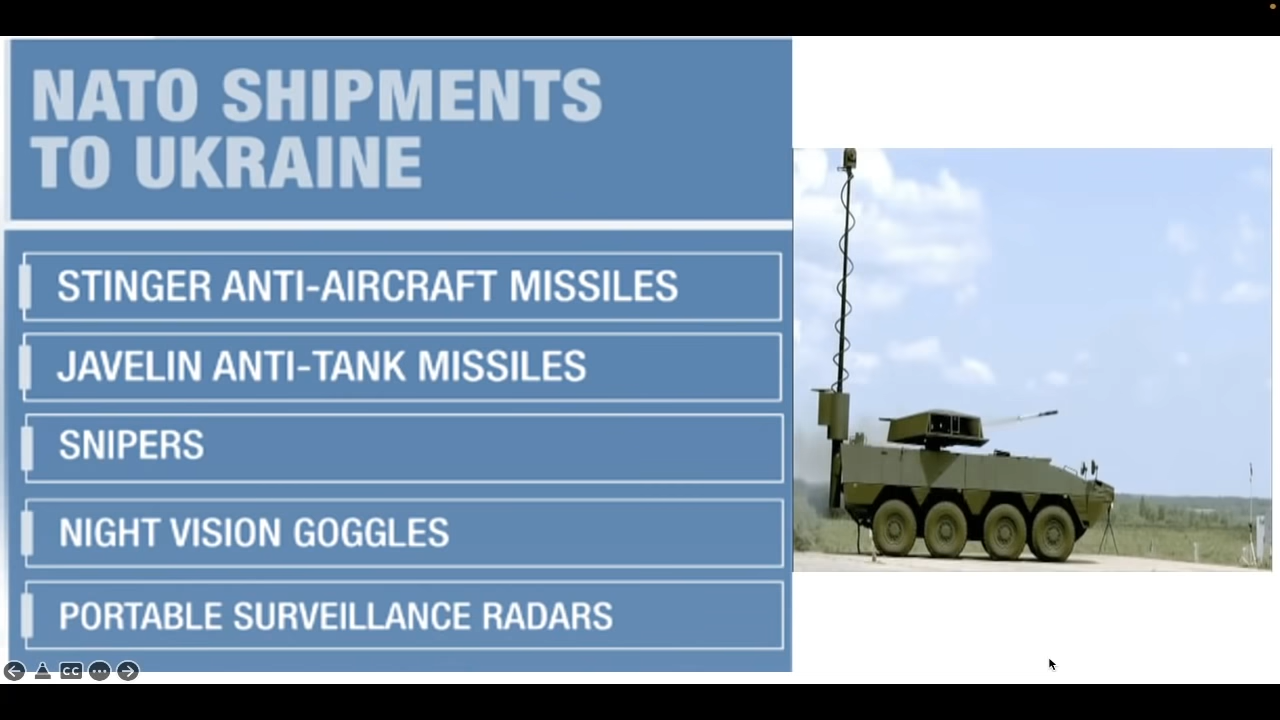 NATO SHIPMENTS
TO UKRAINE
STINGER ANTI-AIRCRAFT MISSILES
JAVELIN ANTI-TANK MISSILES
SNIPERS
NIGHT VISION GOGGLES
PORTABLE SURVEILLANCE RADARS
CC